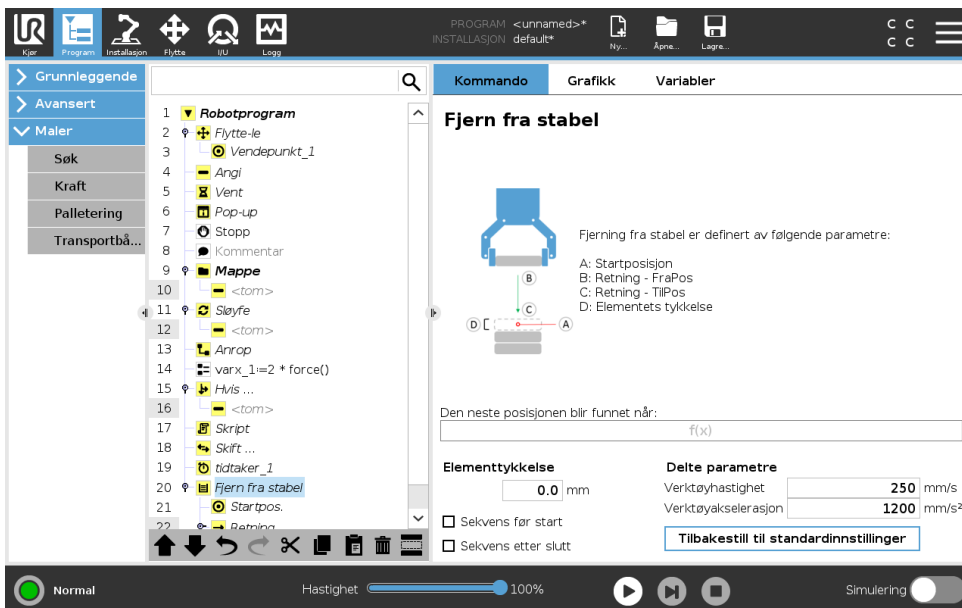 PROGRAM <unnamed>*
INSTALLASJON default*
C C
C C
Kjør
Program
Installasjon
Flytte
I/U
Logg
Ny...
Åpne...
Lagre...
Grunnleggende
Avansert
Maler
Søk
Kraft
Palletering
Transportbå...
1 Robotprogram
2 Flytte-le
3 Vendepunkt_1
4 Angi
5 Vent
6 Pop-up
7 Stopp
8 Kommentar
9 Mappe
10 <tom>
11 Sløyfe
12 <tom>
13 Anrop
14 varx_1:=2 * force()
15 Hvis ...
16 <tom>
17 Skript
18 Skift ...
19 tidtaker_1
20 Fjern fra stabel
21 Startpos.
22 Retning
Kommando
Grafikk
Variabler
Fjern fra stabel
B
C
D
A
Fjerning fra stabel er definert av følgende parametre:
A: Startposisjon
B: Retning - FraPos
C: Retning - TilPos
D: Elementets tykkelse
Den neste posisjonen blir funnet når:
f(x)
Elementtykkelse
0.0 mm
Sekvens før start
Sekvens etter slutt
Delte parametre
Verktøyhastighet 250 mm/s
Verktøyakselerasjon 1200 mm/s²
Tilbakestill til standardinnstillinger
Normal
Hastighet
100%
Simulering